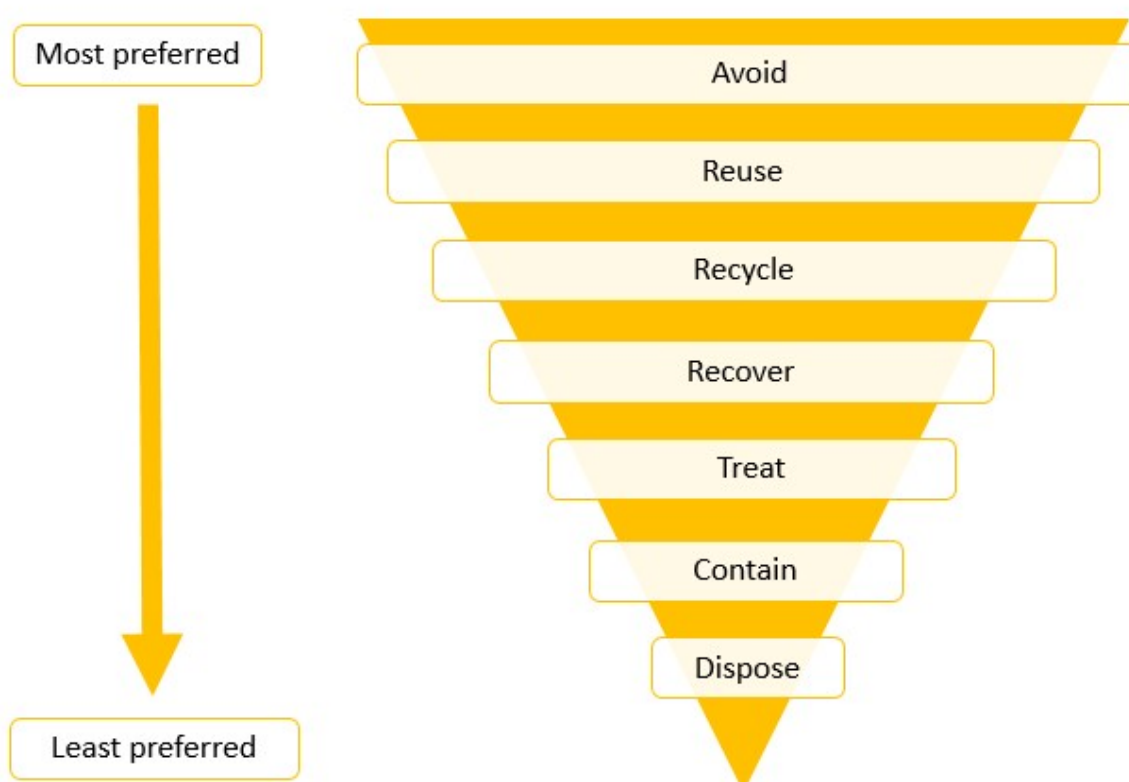 Most preferred
Avoid
Reuse
Recycle
Recover
Treat
Contain
Dispose
Least preferred